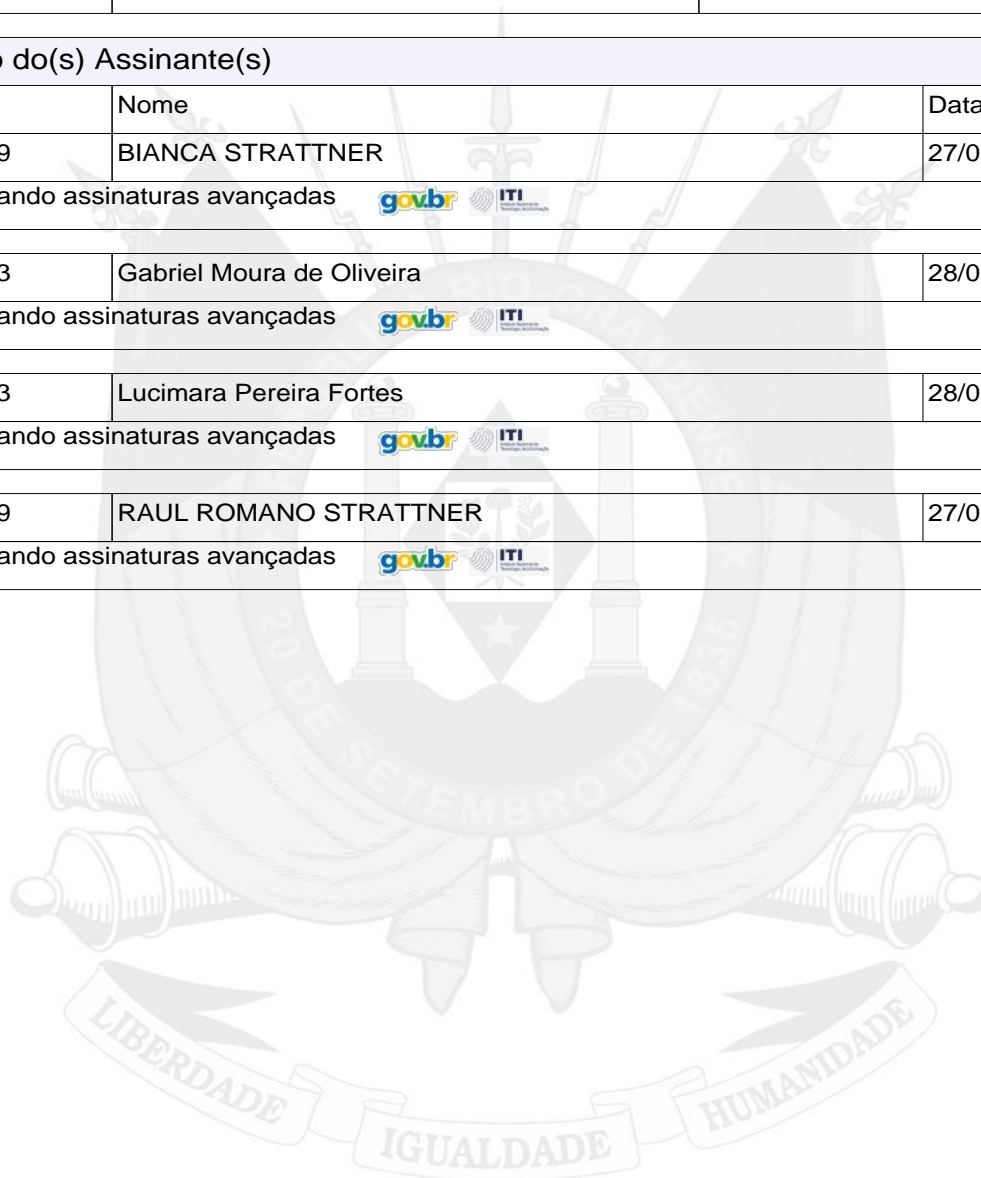 o do(s) Assinante(s)
Nome Data
9 BIANCA STRATTNER 27/0
ando assinaturas avançadas gov.br ITI
3 Gabriel Moura de Oliveira 28/0
ando assinaturas avançadas gov.br ITI
3 Lucimara Pereira Fortes 28/0
ando assinaturas avançadas gov.br ITI
9 RAUL ROMANO STRATTNER 27/0
ando assinaturas avançadas gov.br ITI
REPÚBLICA RIO-GRANDENSE
20 DE SETEMBRO DE 1835
LIBERDADE IGUALDADE HUMANIDADE